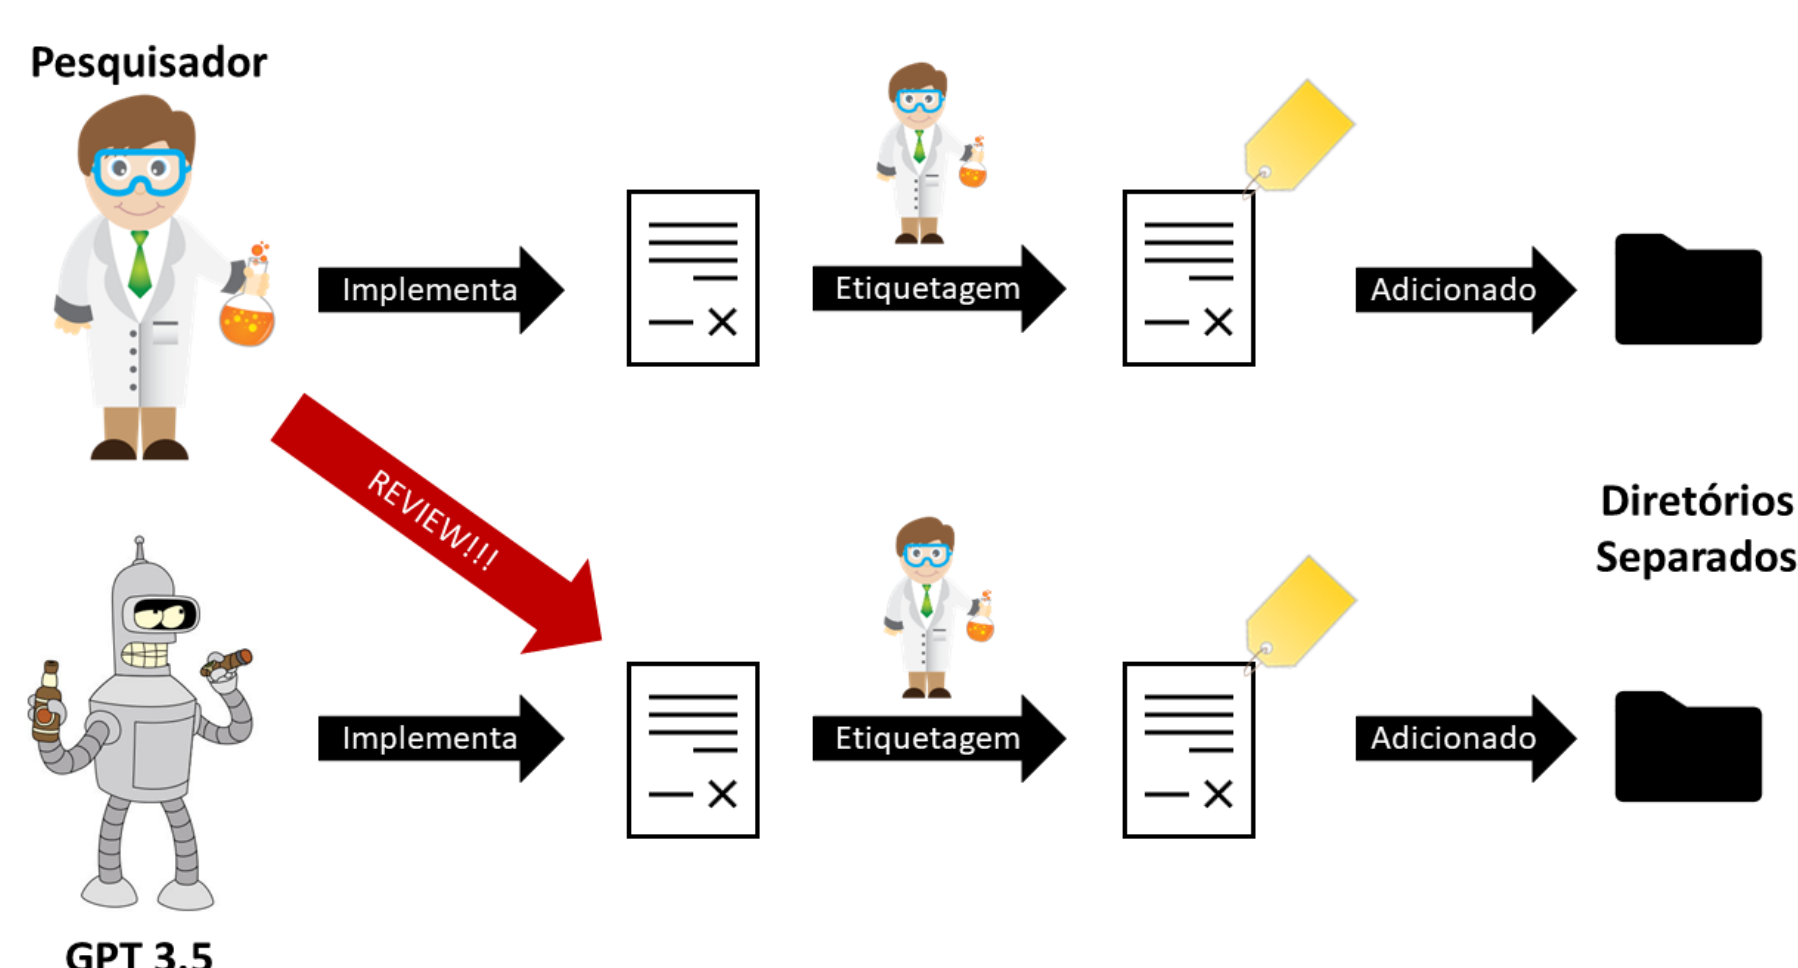 Pesquisador
Implementa
Etiquetagem
Adicionado
REVIEW!!!
Diretórios
Separados
Implementa
Etiquetagem
Adicionado
GPT 3.5